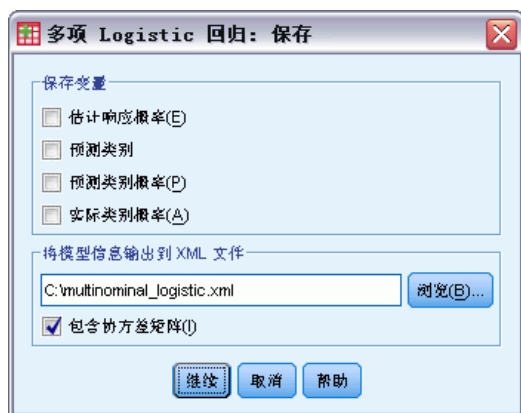 多项 Logistic 回归: 保存
保存变量
估计响应概率(E)
预测类别
预测类别概率(P)
实际类别概率(A)
将模型信息输出到 XML 文件
C:\multinominal_logistic.xml 浏览(B)...
包含协方差矩阵(I)
继续 取消 帮助